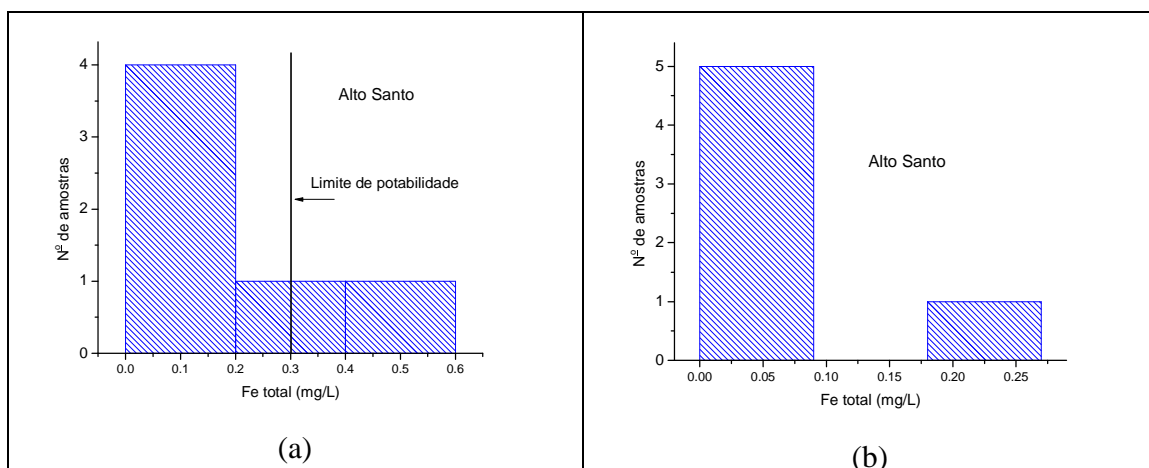 4
3
2
1
0
Nº de amostras
Alto Santo
Limite de potabilidade
0.0 0.1 0.2 0.3 0.4 0.5 0.6
Fe total (mg/L)
(a)
5
4
3
2
1
0
Nº de amostras
Alto Santo
0.00 0.05 0.10 0.15 0.20 0.25
Fe total (mg/L)
(b)